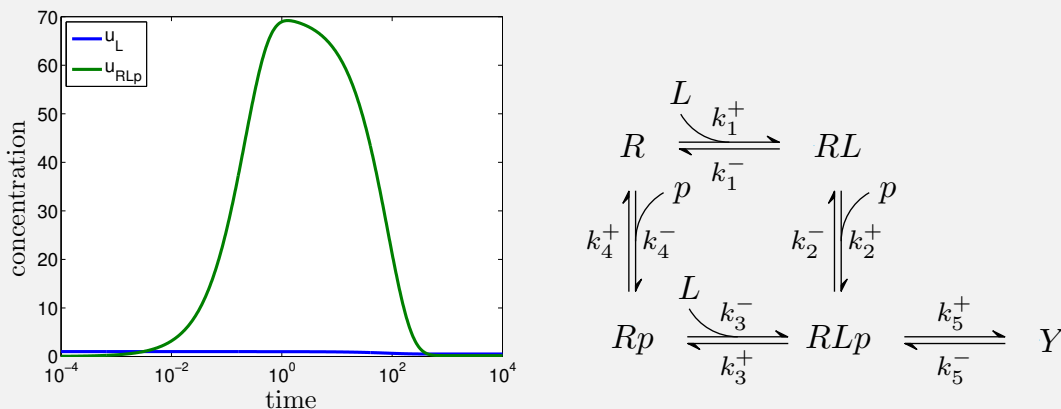 70
60
50
40
30
20
10
0
concentration
u_L
u_RLp
10^{-4} 10^{-2} 10^0 10^2 10^4
time
L
k_1^+
R RL
k_1^-
p p
k_4^+ k_4^- k_2^- k_2^+
L
k_3^- k_5^+
Rp RLp Y
k_3^+ k_5^-